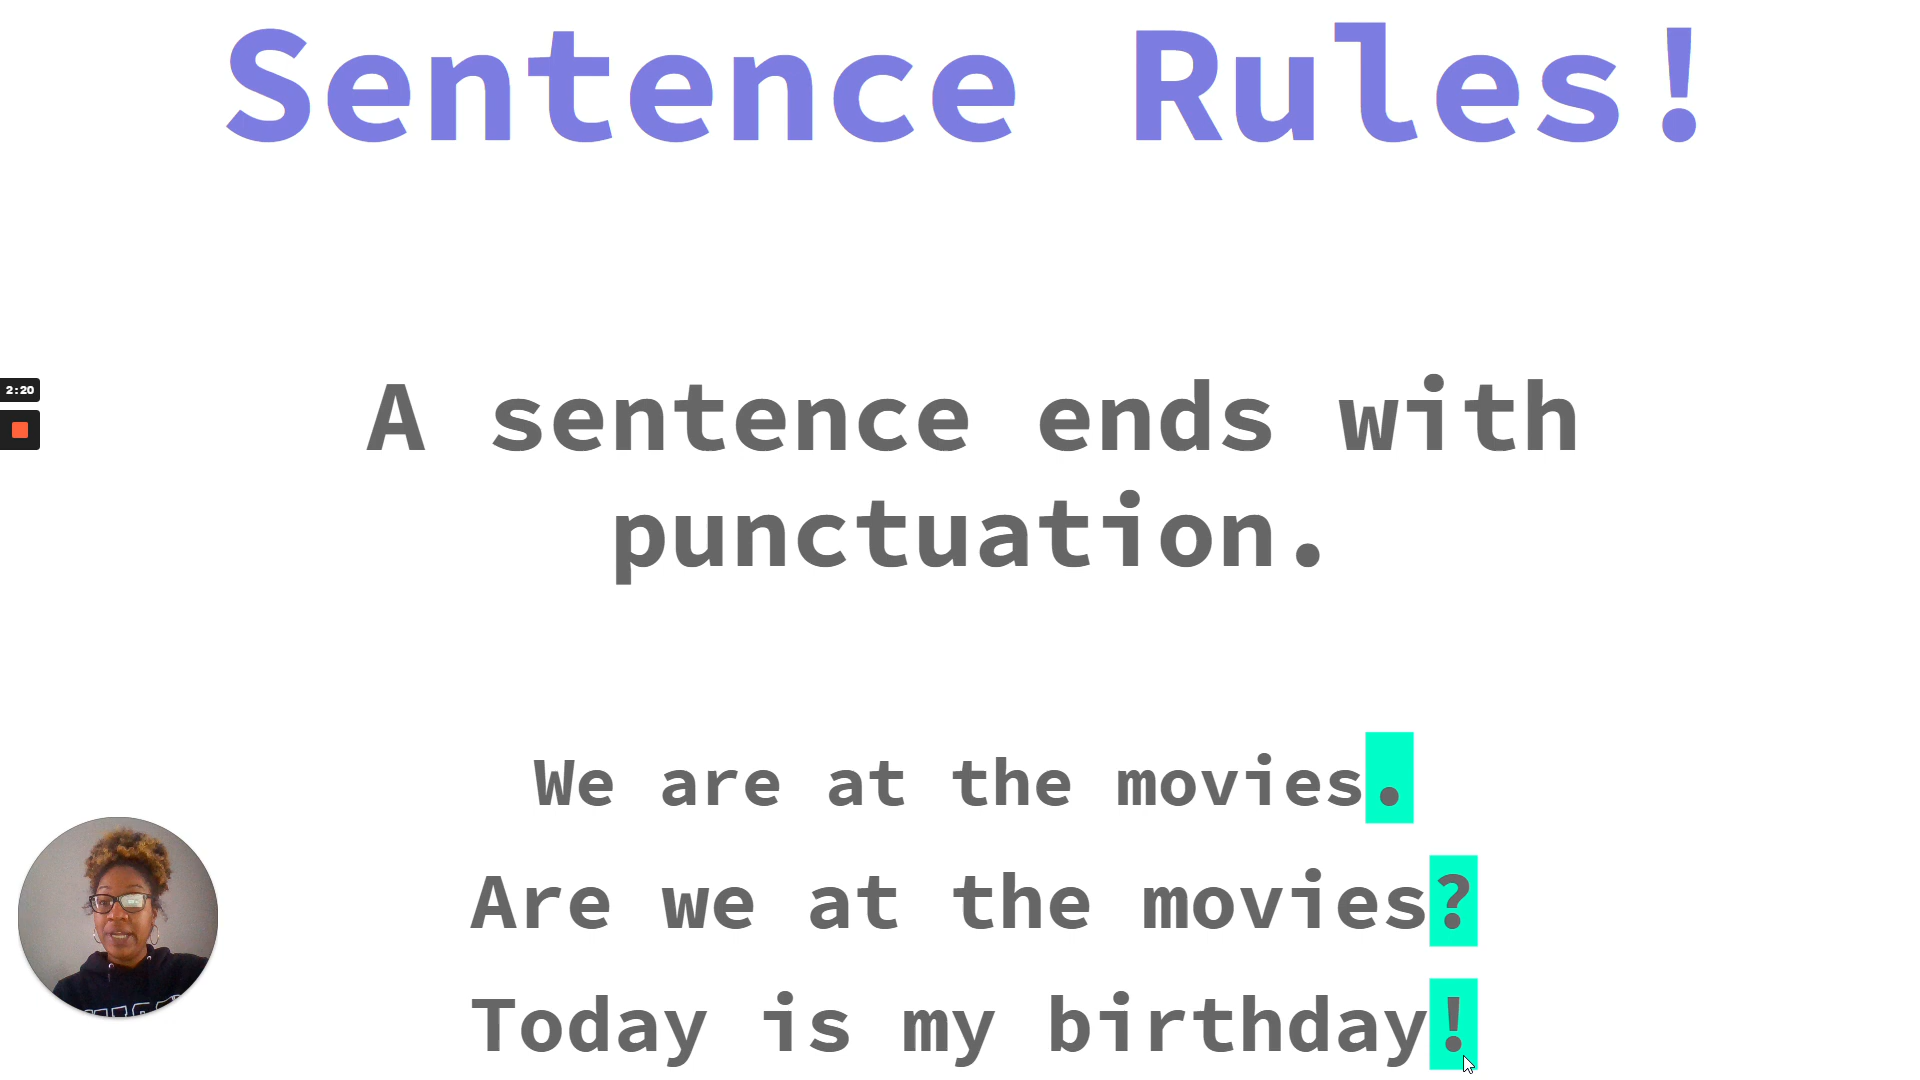 Sentence Rules!
2:20
A sentence ends with
punctuation.
We are at the movies.
Are we at the movies?
Today is my birthday!